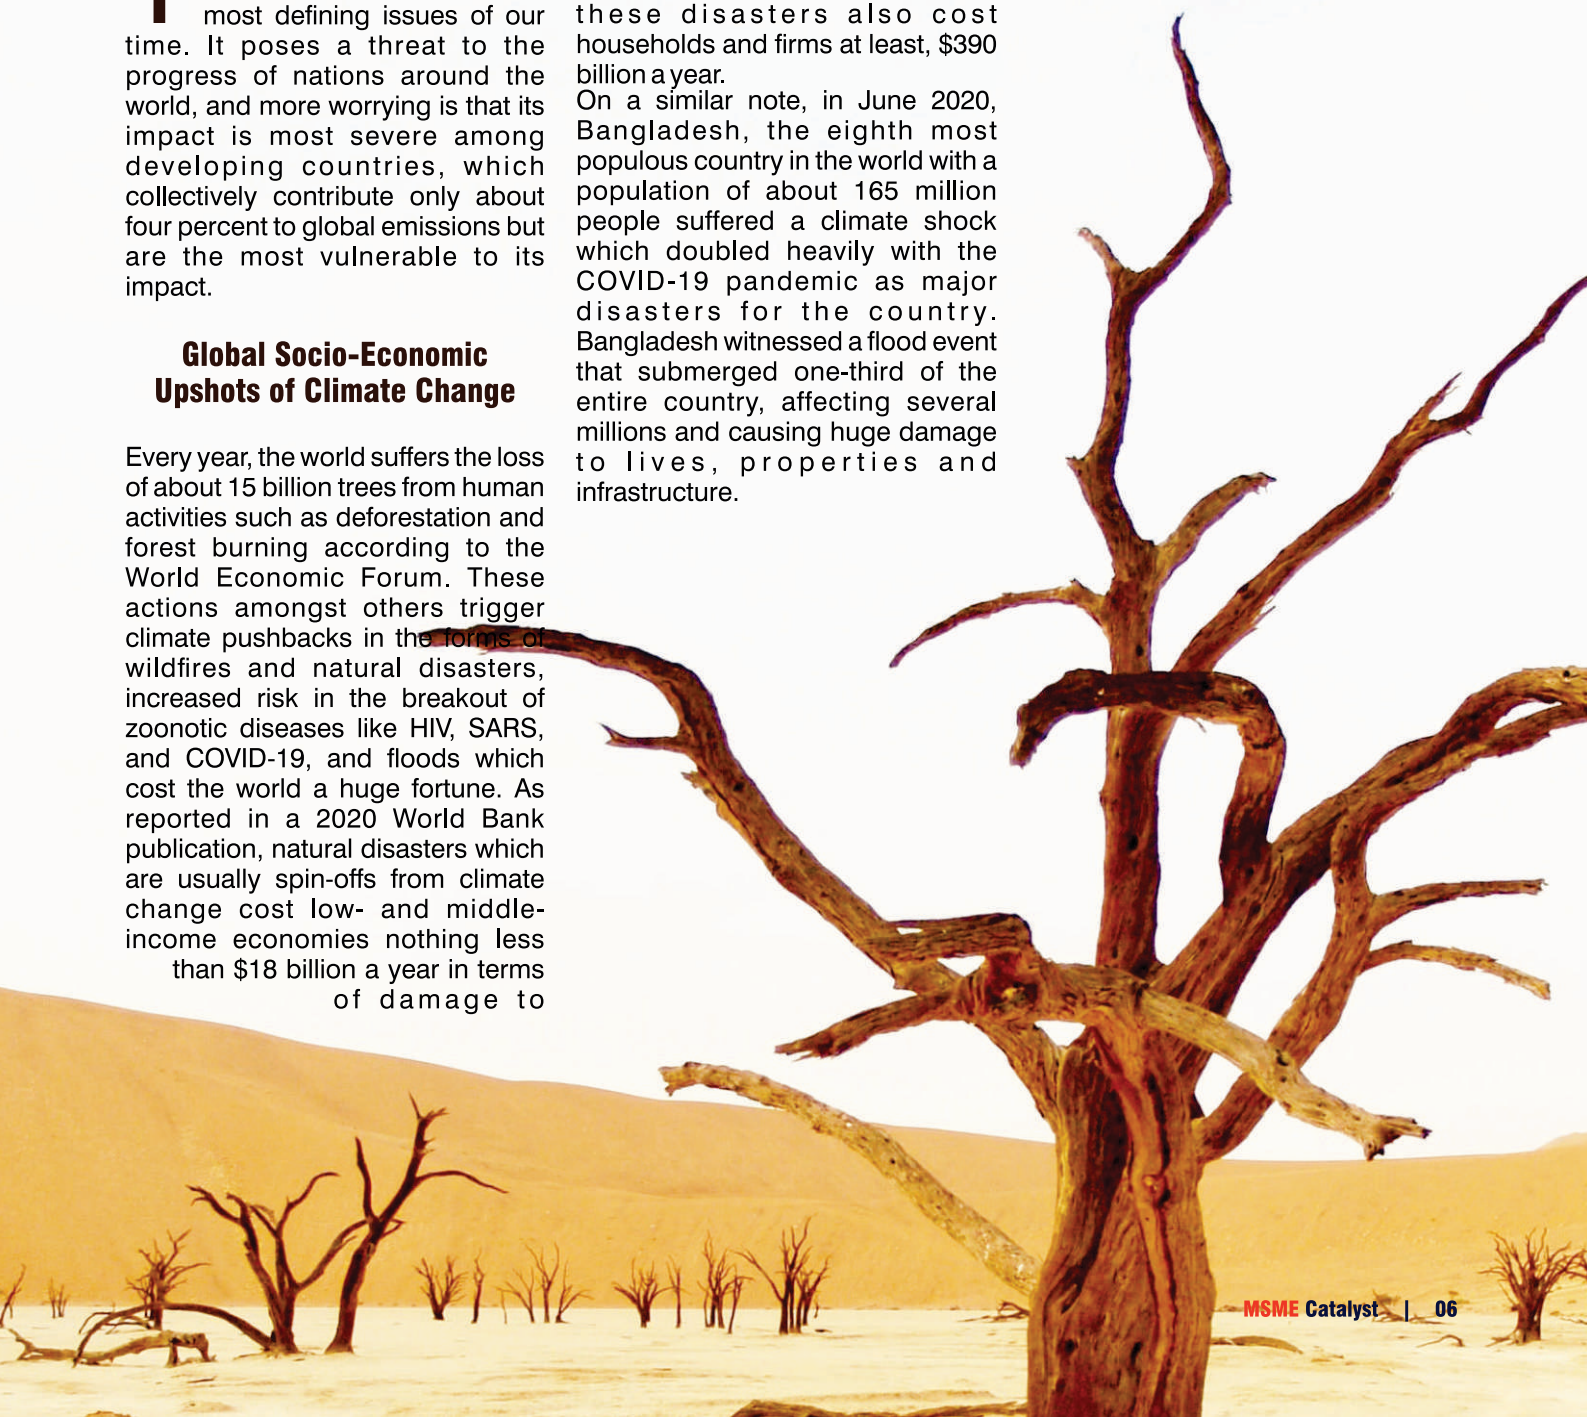 most defining issues of our
time. It poses a threat to the
progress of nations around the
world, and more worrying is that its
impact is most severe among
developing countries, which
collectively contribute only about
four percent to global emissions but
are the most vulnerable to its
impact.
Global Socio-Economic
Upshots of Climate Change
Every year, the world suffers the loss
of about 15 billion trees from human
activities such as deforestation and
forest burning according to the
World Economic Forum. These
actions amongst others trigger
climate pushbacks in the forms of
wildfires and natural disasters,
increased risk in the breakout of
zoonotic diseases like HIV, SARS,
and COVID-19, and floods which
cost the world a huge fortune. As
reported in a 2020 World Bank
publication, natural disasters which
are usually spin-offs from climate
change cost low- and middle-
income economies nothing less
than $18 billion a year in terms
of damage to
these disasters also cost
households and firms at least, $390
billion a year.
On a similar note, in June 2020,
Bangladesh, the eighth most
populous country in the world with a
population of about 165 million
people suffered a climate shock
which doubled heavily with the
COVID-19 pandemic as major
disasters for the country.
Bangladesh witnessed a flood event
that submerged one-third of the
entire country, affecting several
millions and causing huge damage
to lives, properties and
infrastructure.
MSME Catalyst | 06